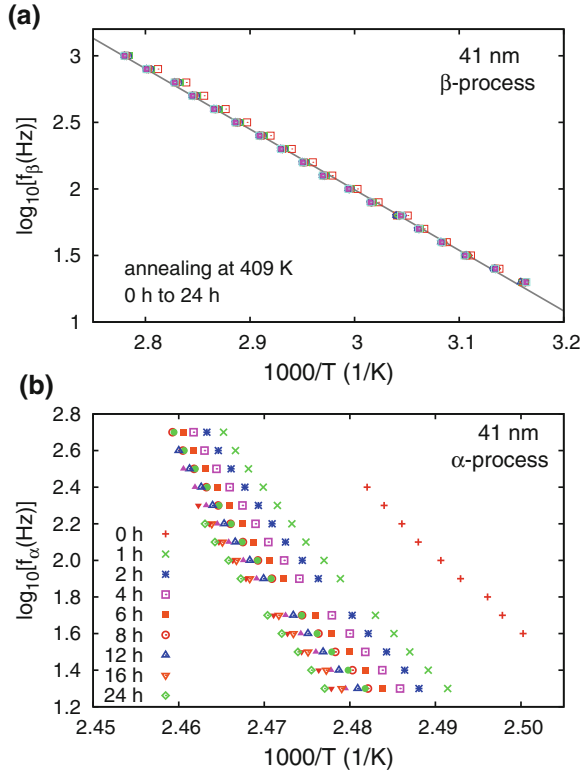 (a)
41 nm
β-process
annealing at 409 K
0 h to 24 h
log10[fβ(Hz)]
3
2.5
2
1.5
1
2.8 2.9 3 3.1 3.2
1000/T (1/K)
(b)
41 nm
α-process
log10[fα(Hz)]
2.8
2.6
2.4
2.2
2.0
1.8
1.6
1.4
1.2
0 h
1 h
2 h
4 h
6 h
8 h
12 h
16 h
24 h
2.45 2.46 2.47 2.48 2.49 2.50
1000/T (1/K)